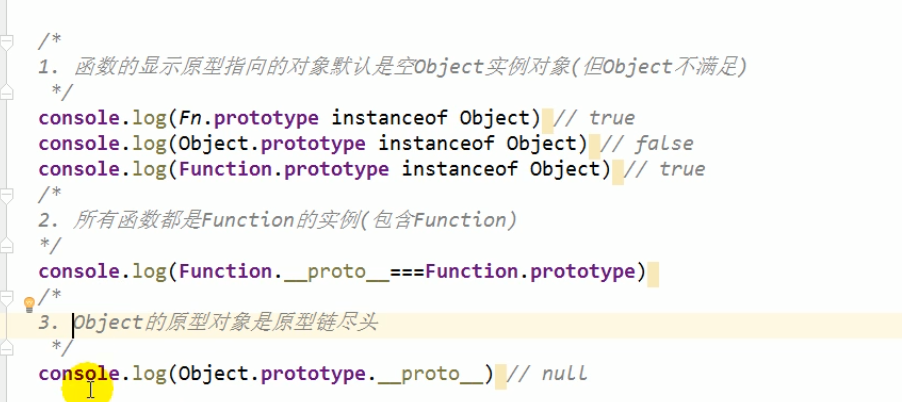 /*
1. 函数的显示原型指向的对象默认是空Object实例对象(但Object不满足)
*/
console.log(Fn.prototype instanceof Object) // true
console.log(Object.prototype instanceof Object) // false
console.log(Function.prototype instanceof Object) // true
/*
2. 所有函数都是Function的实例(包含Function)
*/
console.log(Function.__proto__===Function.prototype)
/*
3. Object的原型对象是原型链尽头
*/
console.log(Object.prototype.__proto__) // null